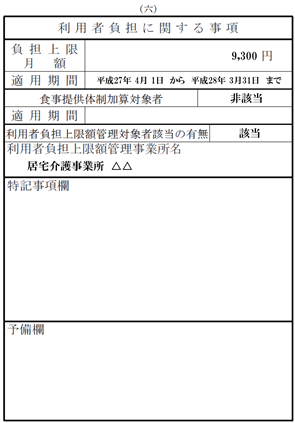 (六)
利用者負担に関する事項
負担上限
月額
9,300 円
適用期間
平成27年 4月 1日 から 平成28年 3月31日 まで
食事提供体制加算対象者
非該当
適用期間
利用者負担上限額管理対象者該当の有無
該当
利用者負担上限額管理事業所名
居宅介護事業所 △△
特記事項欄
予備欄